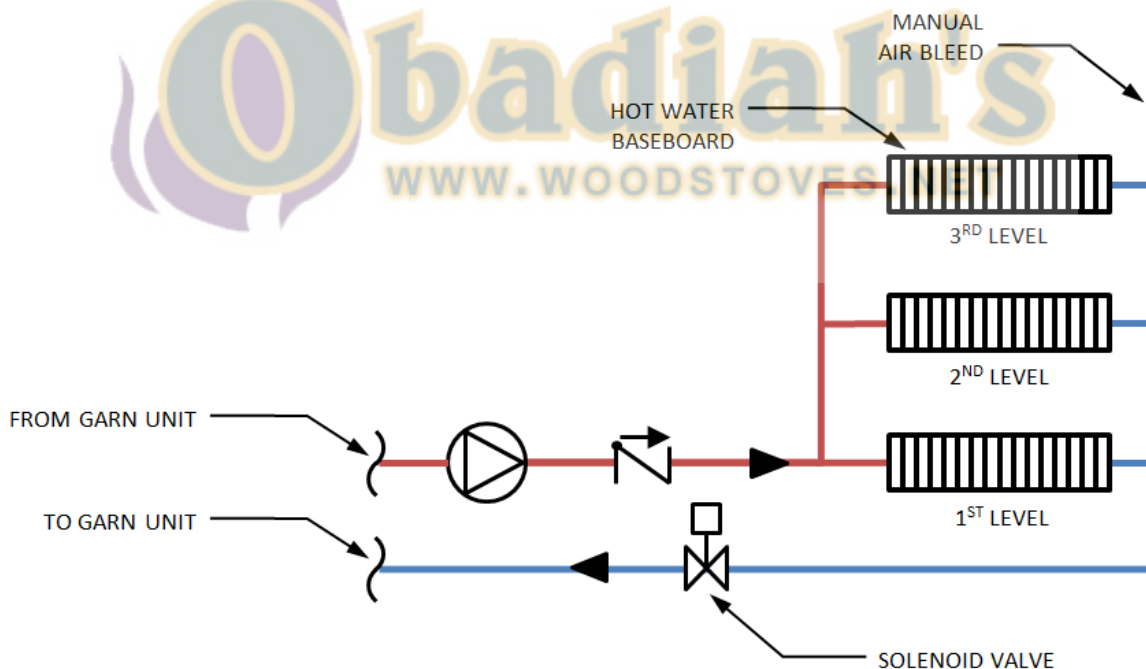 Obadiah's
WWW.WOODSTOVES.NET
MANUAL
AIR BLEED
HOT WATER
BASEBOARD
3RD LEVEL
2ND LEVEL
FROM GARN UNIT
1ST LEVEL
TO GARN UNIT
SOLENOID VALVE